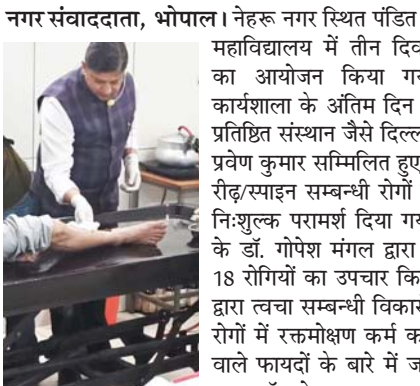 नगर संवाददाता, भोपाल। नेहरू नगर स्थित पंडित
महाविद्यालय में तीन दिव
का आयोजन किया गय
कार्यशाला के अंतिम दिन
प्रतिष्ठित संस्थान जैसे दिल्ल
प्रवेण कुमार सम्मिलित हुए
रीढ़/स्पाइन सम्बन्धी रोगों
निःशुल्क परामर्श दिया गय
के डॉ. गोपेश मंगल द्वारा
18 रोगियों का उपचार कि
द्वारा त्वचा सम्बन्धी विका
रोगों में रक्तमोक्षण कर्म क
वाले फायदों के बारे में ज